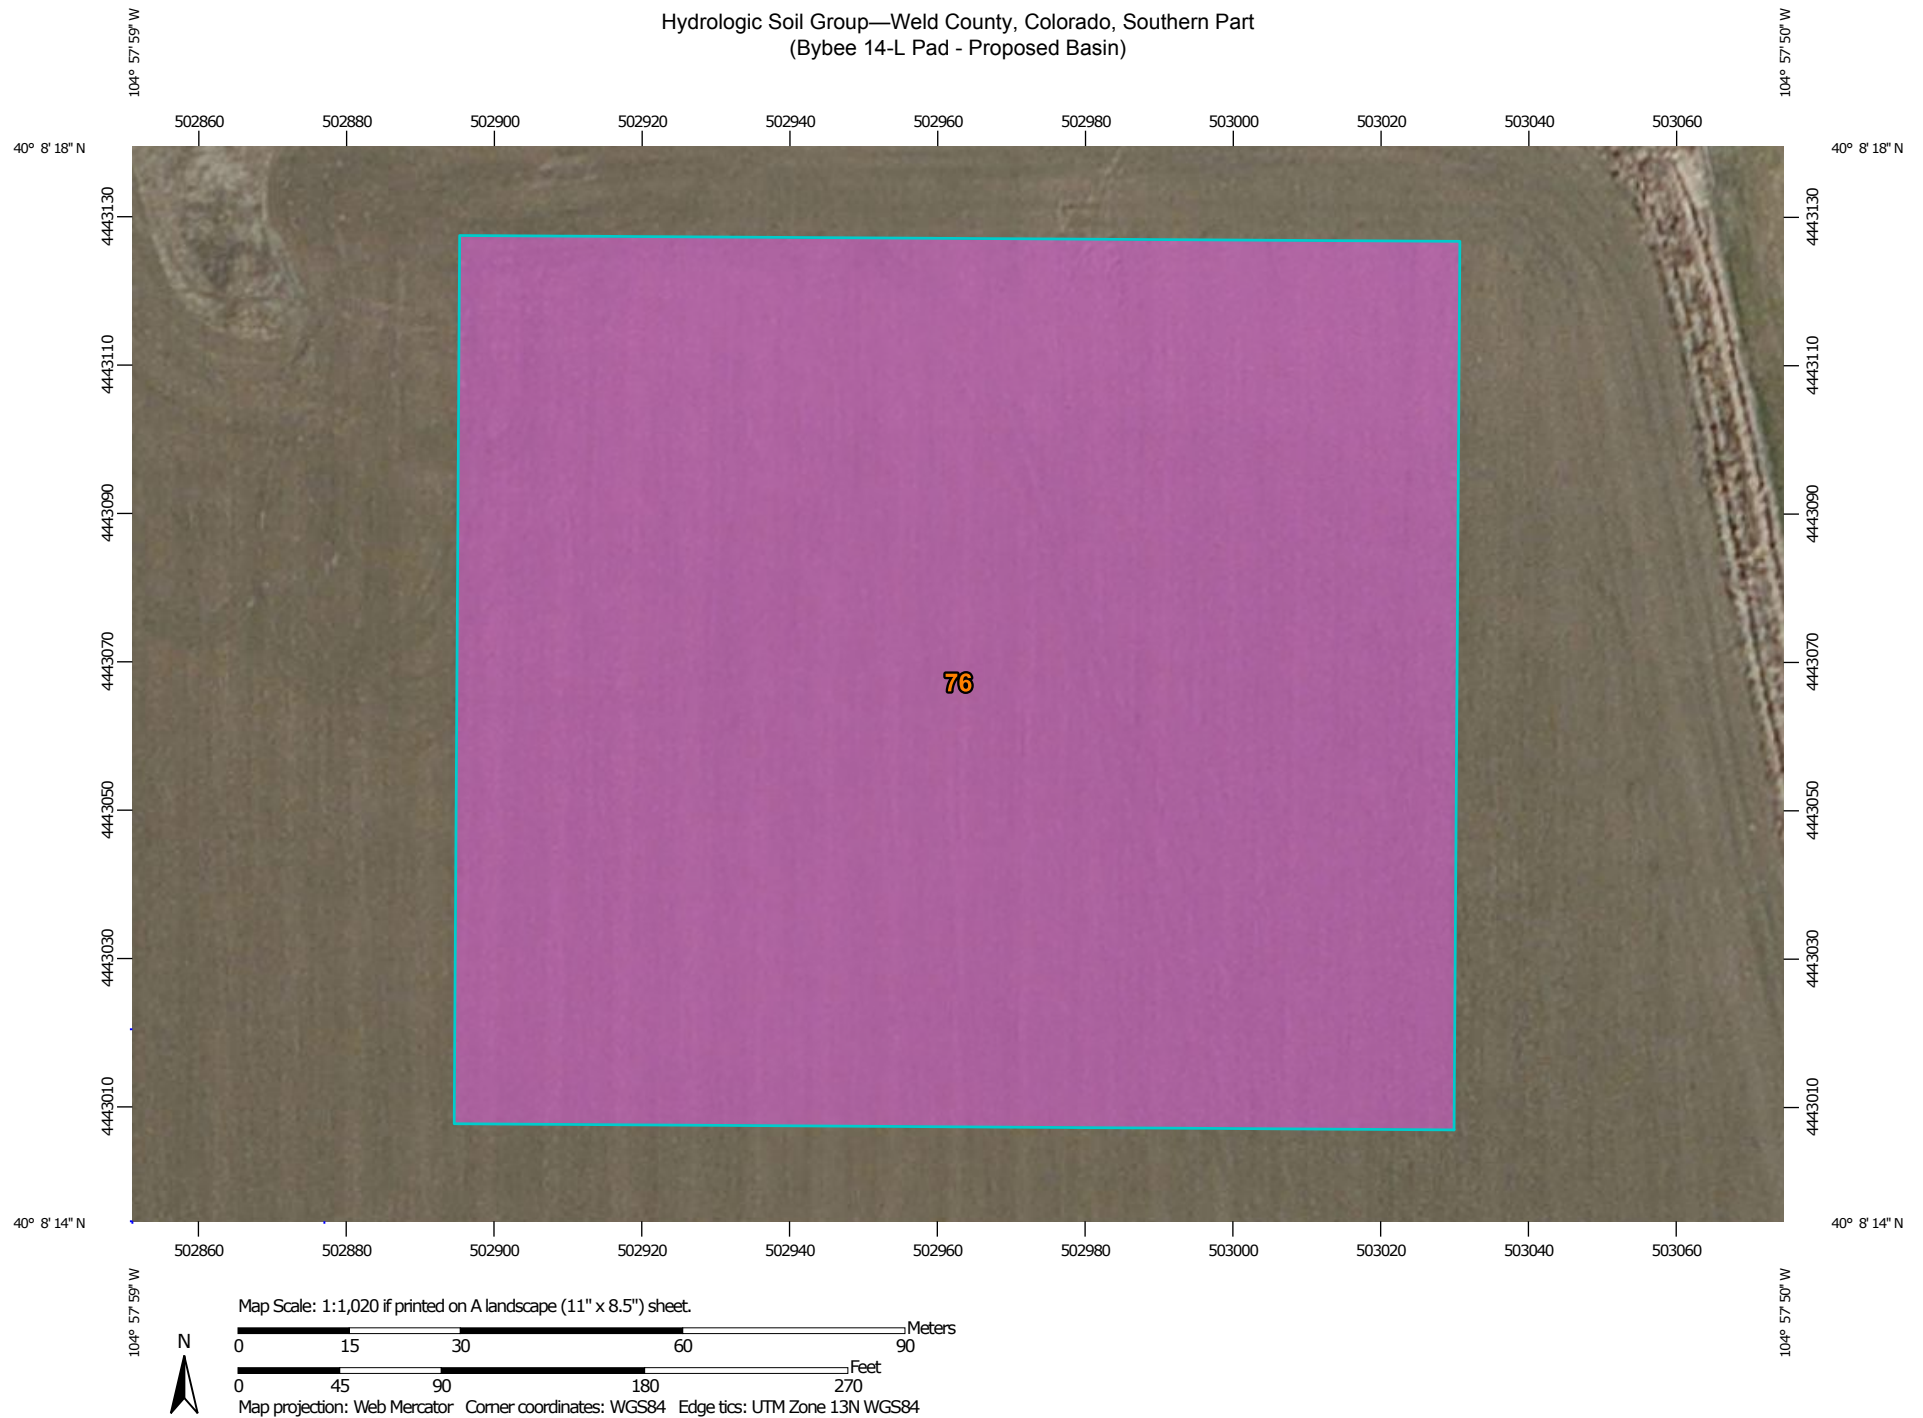 Hydrologic Soil Group—Weld County, Colorado, Southern Part
(Bybee 14-L Pad - Proposed Basin)
104° 57' 59" W
104° 57' 50" W
502860 502880 502900 502920 502940 502960 502980 503000 503020 503040 503060
40° 8' 18" N
40° 8' 18" N
4443130
4443130
4443110
4443110
4443090
4443090
4443070
4443070
76
4443050
4443050
4443030
4443030
4443010
4443010
40° 8' 14" N
40° 8' 14" N
502860 502880 502900 502920 502940 502960 502980 503000 503020 503040 503060
104° 57' 59" W
104° 57' 50" W
Map Scale: 1:1,020 if printed on A landscape (11" x 8.5") sheet.
Meters
0 15 30 60 90
N
Feet
0 45 90 180 270
Map projection: Web Mercator Corner coordinates: WGS84 Edge tics: UTM Zone 13N WGS84